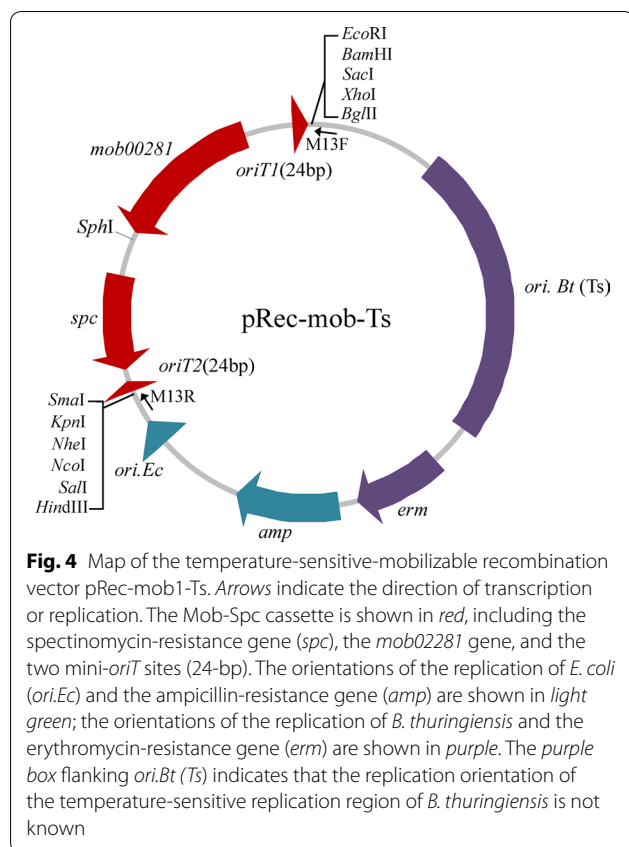 EcoRI
BamHI
SacI
XhoI
BglII
M13F
oriT1(24bp)
mob00281
SphI
spc
ori. Bt (Ts)
pRec-mob-Ts
oriT2(24bp)
M13R
SmaI
KpnI
NheI
NcoI
SalI
HindIII
ori.Ec
amp
erm
Fig. 4 Map of the temperature-sensitive-mobilizable recombination
vector pRec-mob1-Ts. Arrows indicate the direction of transcription
or replication. The Mob-Spc cassette is shown in red, including the
spectinomycin-resistance gene (spc), the mob02281 gene, and the
two mini-oriT sites (24-bp). The orientations of the replication of E. coli
(ori.Ec) and the ampicillin-resistance gene (amp) are shown in light
green; the orientations of the replication of B. thuringiensis and the
erythromycin-resistance gene (erm) are shown in purple. The purple
box flanking ori.Bt (Ts) indicates that the replication orientation of
the temperature-sensitive replication region of B. thuringiensis is not
known